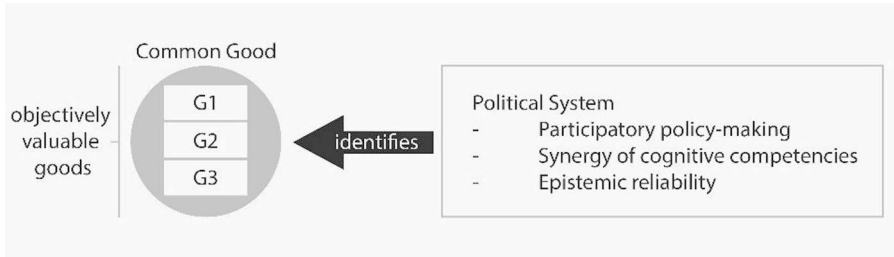 Common Good
objectively
valuable
goods
G1
G2
G3
identifies
Political System
- Participatory policy-making
- Synergy of cognitive competencies
- Epistemic reliability